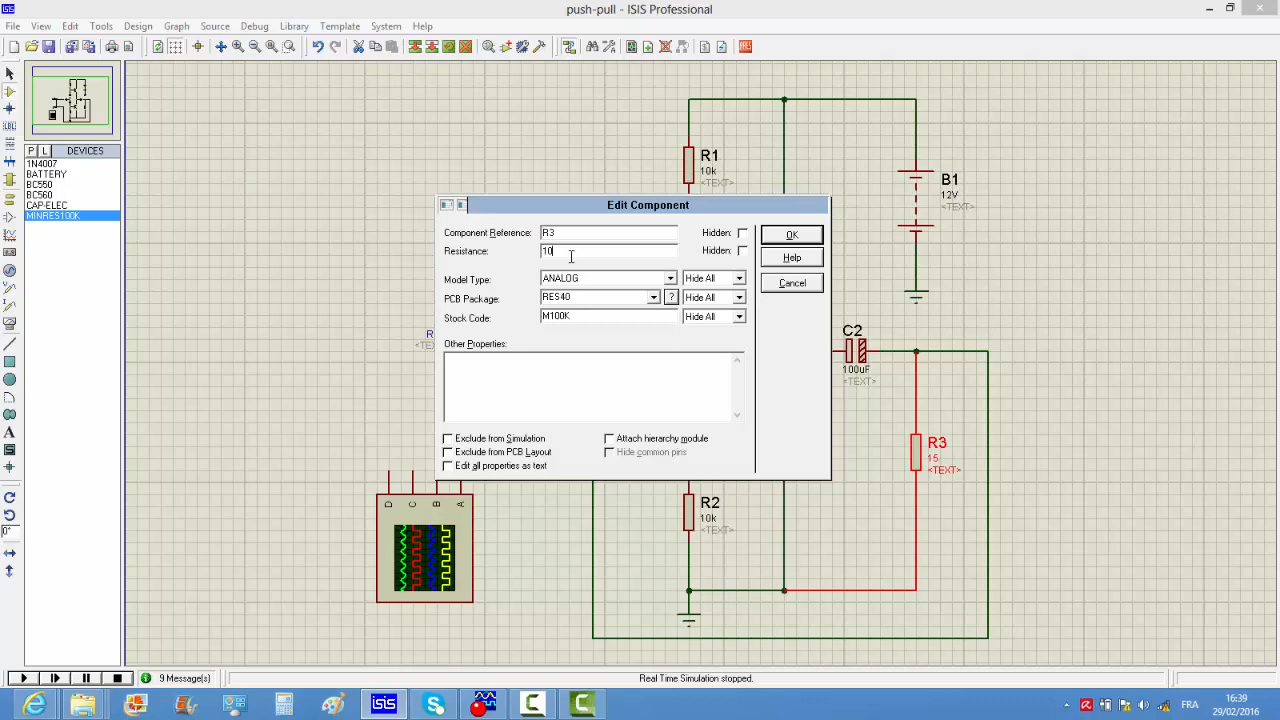 push-pull - ISIS Professional
File View Edit Tools Design Graph Source Debug Library Template System Help
P L DEVICES
1N4007
BATTERY
BC550
BC560
CAP-ELEC
MINRES100K
LBL
ARES
A
0°
R1
10k
<TEXT>
B1
12V
<TEXT>
Edit Component
Component Reference: R3 Hidden:
Resistance: 10 Hidden:
Model Type: ANALOG Hide All
PCB Package: RES40 ? Hide All
Stock Code: M100K Hide All
Other Properties:
Exclude from Simulation Attach hierarchy module
Exclude from PCB Layout Hide common pins
Edit all properties as text
OK
Help
Cancel
R
<TE
C2
100uF
<TEXT>
R3
15
<TEXT>
D C B A
R2
10k
<TEXT>
9 Message(s) Real Time Simulation stopped.
isis
FRA
16:39
29/02/2016